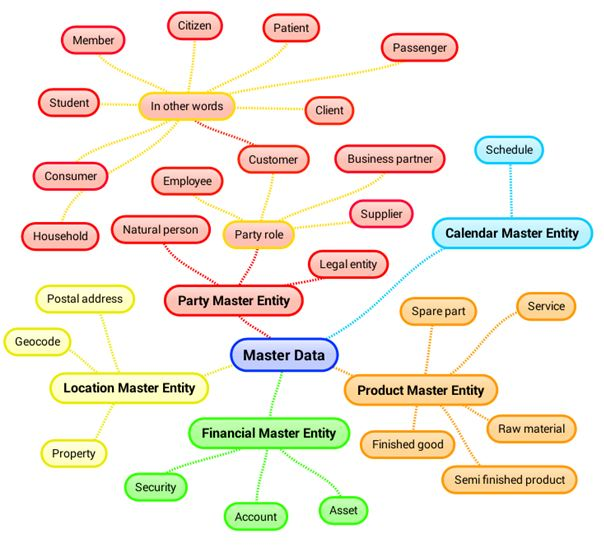 Citizen
Patient
Member
Passenger
Student
In other words
Client
Schedule
Customer
Business partner
Consumer
Employee
Supplier
Natural person
Party role
Household
Calendar Master Entity
Legal entity
Postal address
Party Master Entity
Spare part
Service
Geocode
Master Data
Location Master Entity
Product Master Entity
Raw material
Financial Master Entity
Finished good
Property
Semi finished product
Security
Account
Asset